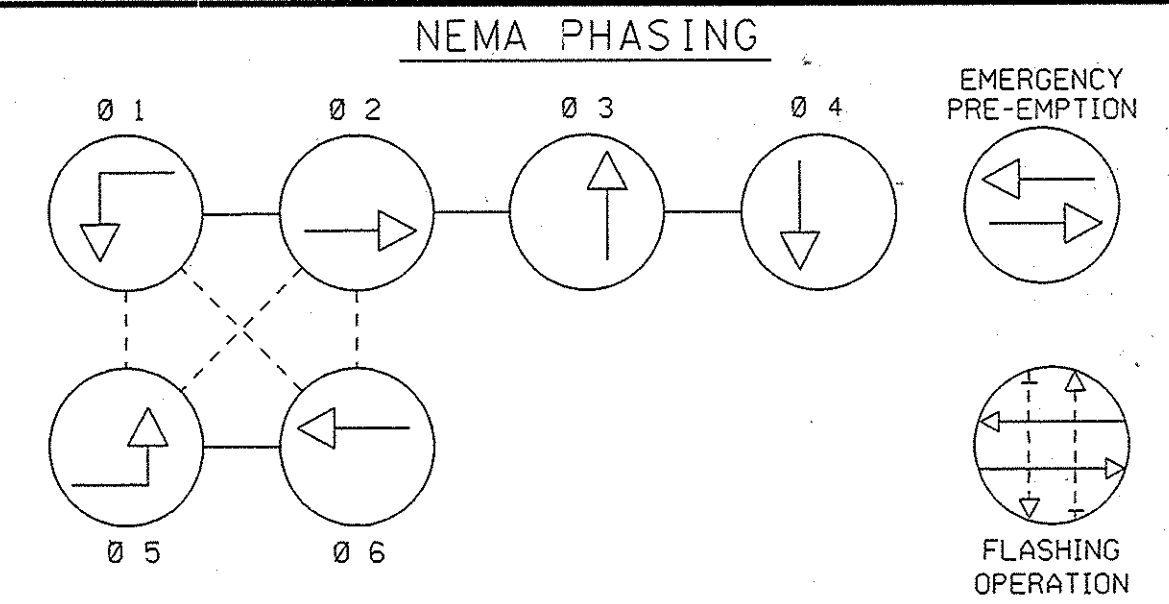 NEMA PHASING
Ø 1
Ø 2
Ø 3
Ø 4
EMERGENCY
PRE-EMPTION
Ø 5
Ø 6
FLASHING
OPERATION